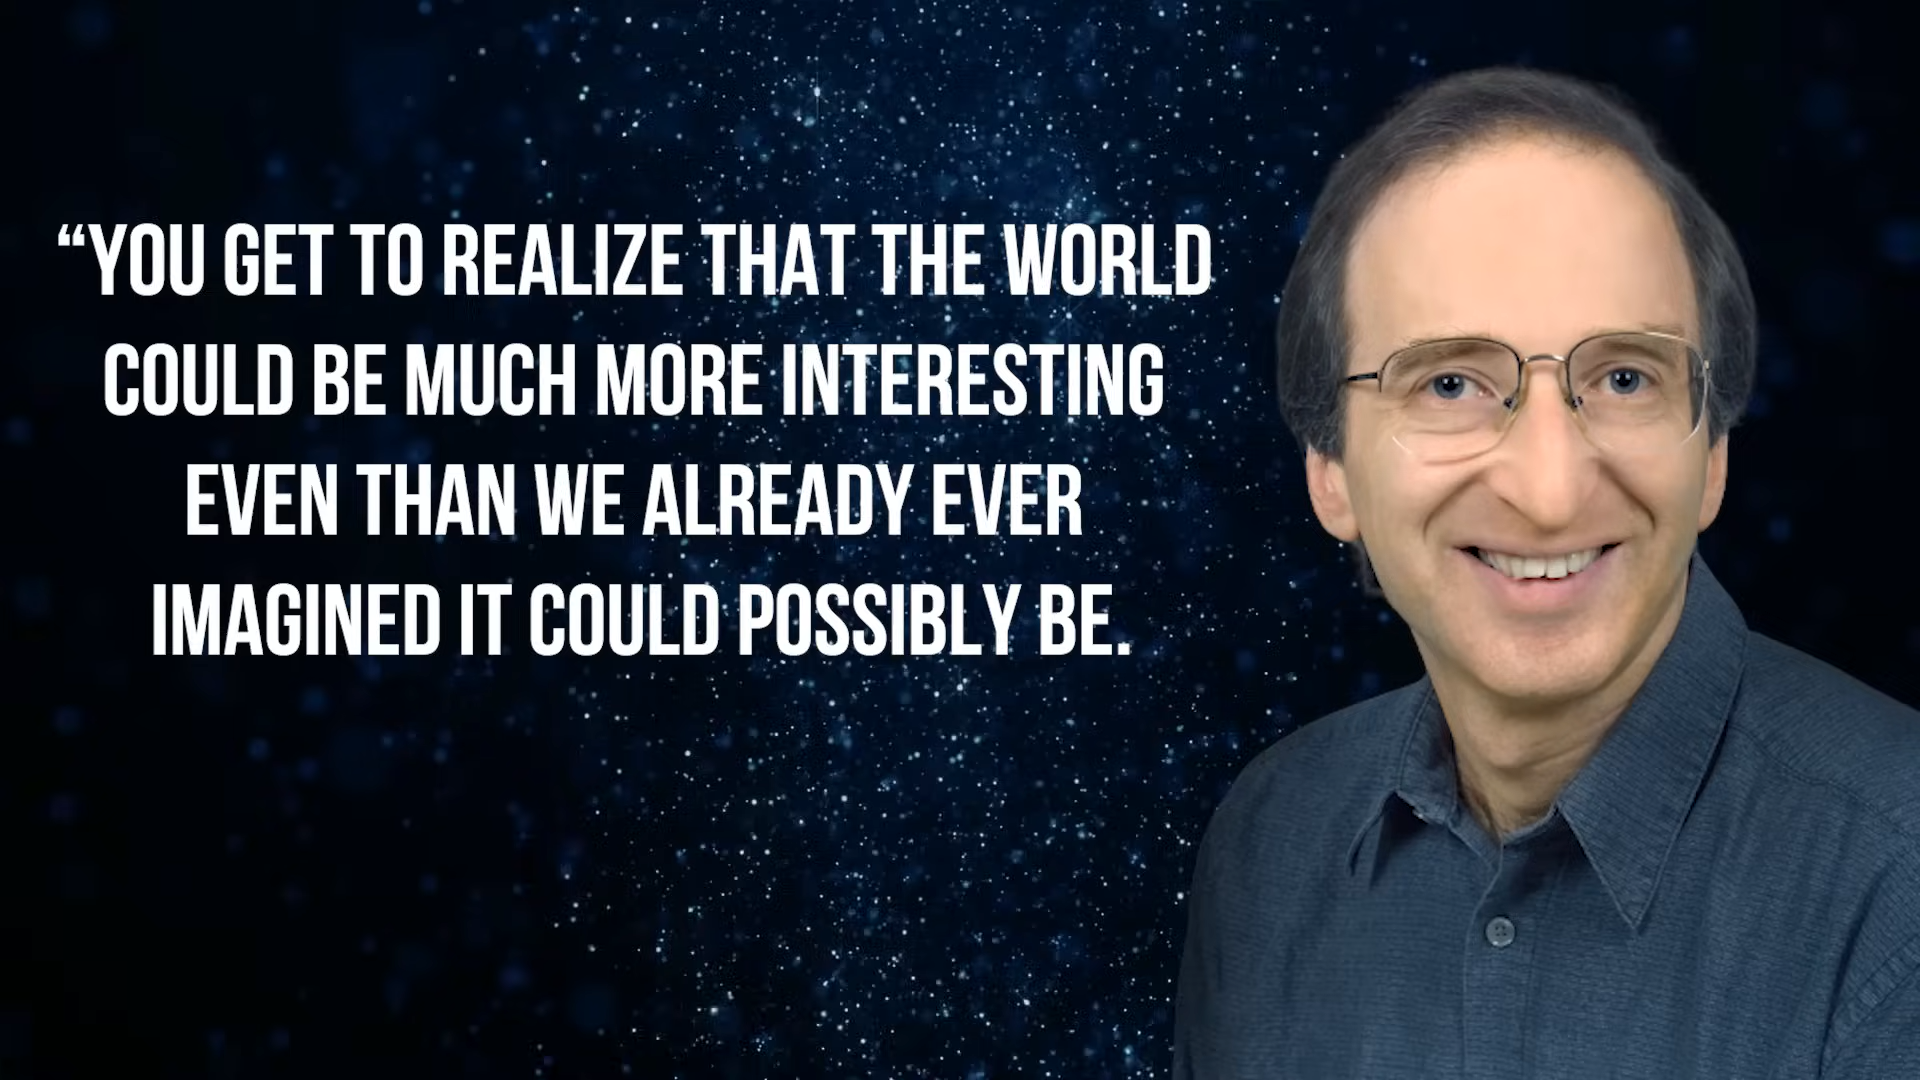 “YOU GET TO REALIZE THAT THE WORLD
COULD BE MUCH MORE INTERESTING
EVEN THAN WE ALREADY EVER
IMAGINED IT COULD POSSIBLY BE.